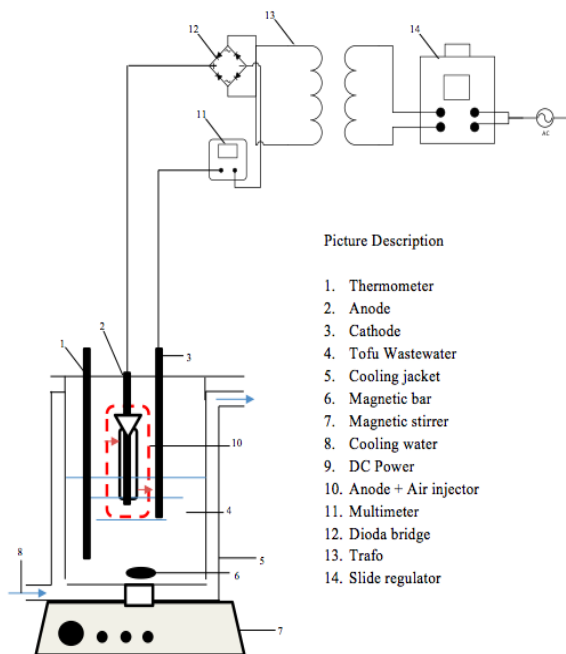 13
12
14
11
AC
Picture Description
1. Thermometer
2. Anode
3. Cathode
4. Tofu Wastewater
5. Cooling jacket
6. Magnetic bar
7. Magnetic stirrer
8. Cooling water
9. DC Power
10. Anode + Air injector
11. Multimeter
12. Dioda bridge
13. Trafo
14. Slide regulator
1
2
3
10
4
8
5
6
7